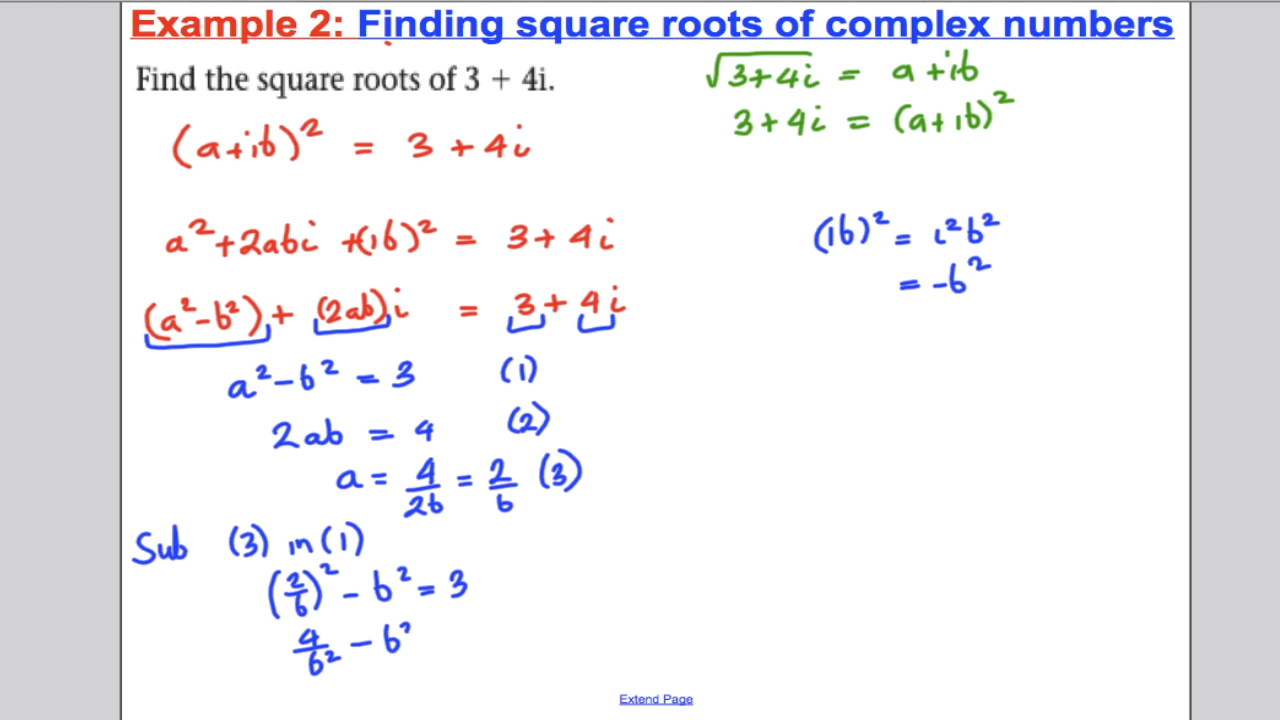 Example 2: Finding square roots of complex numbers
Find the square roots of 3 + 4i.
√3+4i = a+ib
3+4i = (a+ib)²
(a+ib)² = 3 + 4i
a²+2abi +(ib)² = 3+ 4i
(ib)² = i²b²
= -b²
(a²-b²) + (2ab)i = 3 + 4i
a²-b² = 3 (1)
2ab = 4 (2)
a = 4/2b = 2/b (3)
Sub (3) in (1)
(2/b)² - b² = 3
4/b² - b²
Extend Page